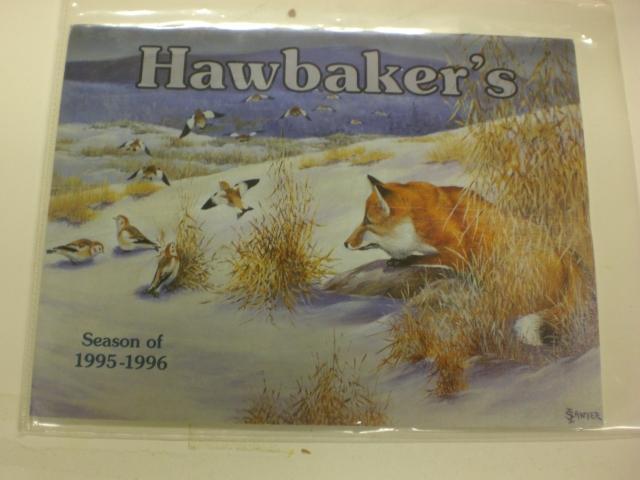 Hawbaker's
Season of
1995-1996
SAWYER